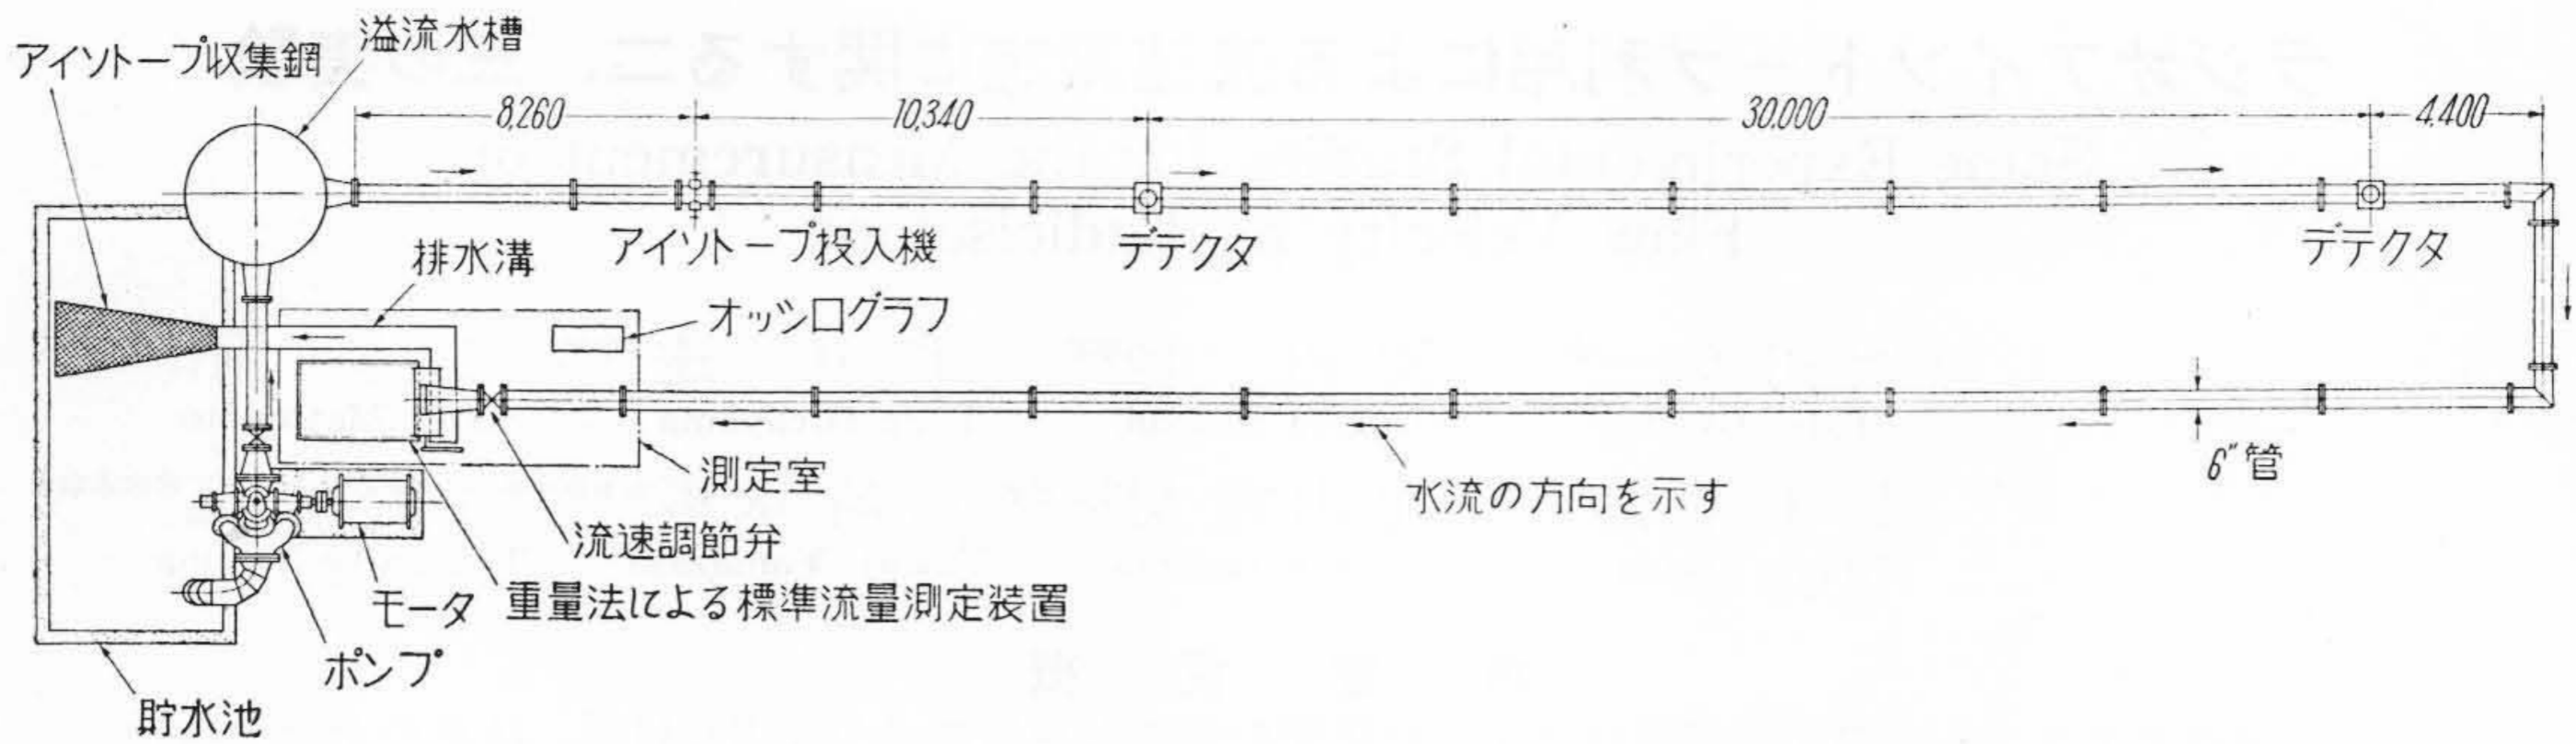 溢流水槽
アイソトープ収集網
8,260
10,340
30,000
4,400
アイソトープ投入機
デテクタ
デテクタ
排水溝
オッシログラフ
測定室
水流の方向を示す
6″管
流速調節弁
重量法による標準流量測定装置
モータ
ポンプ
貯水池